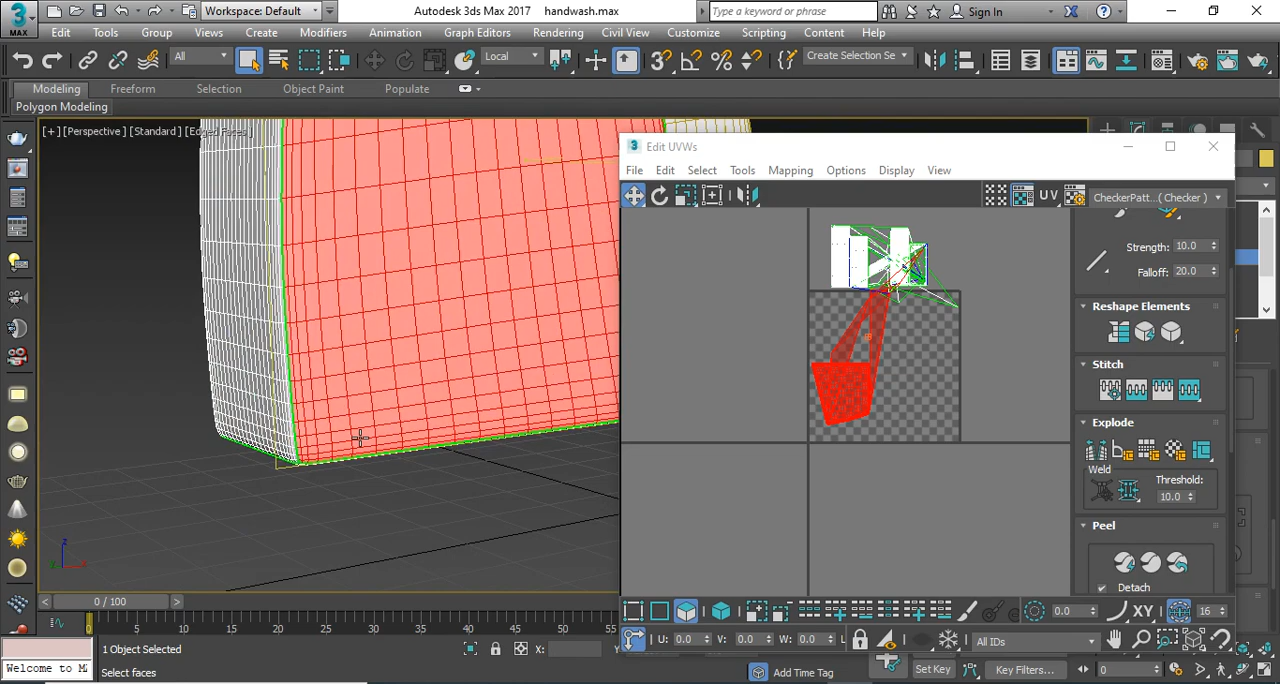 Workspace: Default
Autodesk 3ds Max 2017
handwash.max
Type a keyword or phrase
Sign In
MAX
Edit
Tools
Group
Views
Create
Modifiers
Animation
Graph Editors
Rendering
Civil View
Customize
Scripting
Content
Help
All
Local
Create Selection Se
Modeling
Freeform
Selection
Object Paint
Populate
Polygon Modeling
[+] [Perspective] [Standard] [Edged Faces]
3 Edit UVWs
File
Edit
Select
Tools
Mapping
Options
Display
View
UV
CheckerPatt... ( Checker )
Strength: 10.0
Falloff: 20.0
Reshape Elements
Stitch
Explode
Weld
Threshold:
10.0
Peel
Detach
0.0
XY
16
U: 0.0
V: 0.0
W: 0.0
L
All IDs
0 / 100
0
5
10
15
20
25
30
35
40
45
50
55
1 Object Selected
X:
Y
Welcome to M
Select faces
Add Time Tag
Set Key
Key Filters...
0
z
x